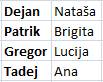 Dejan Nataša
Patrik Brigita
Gregor Lucija
Tadej Ana